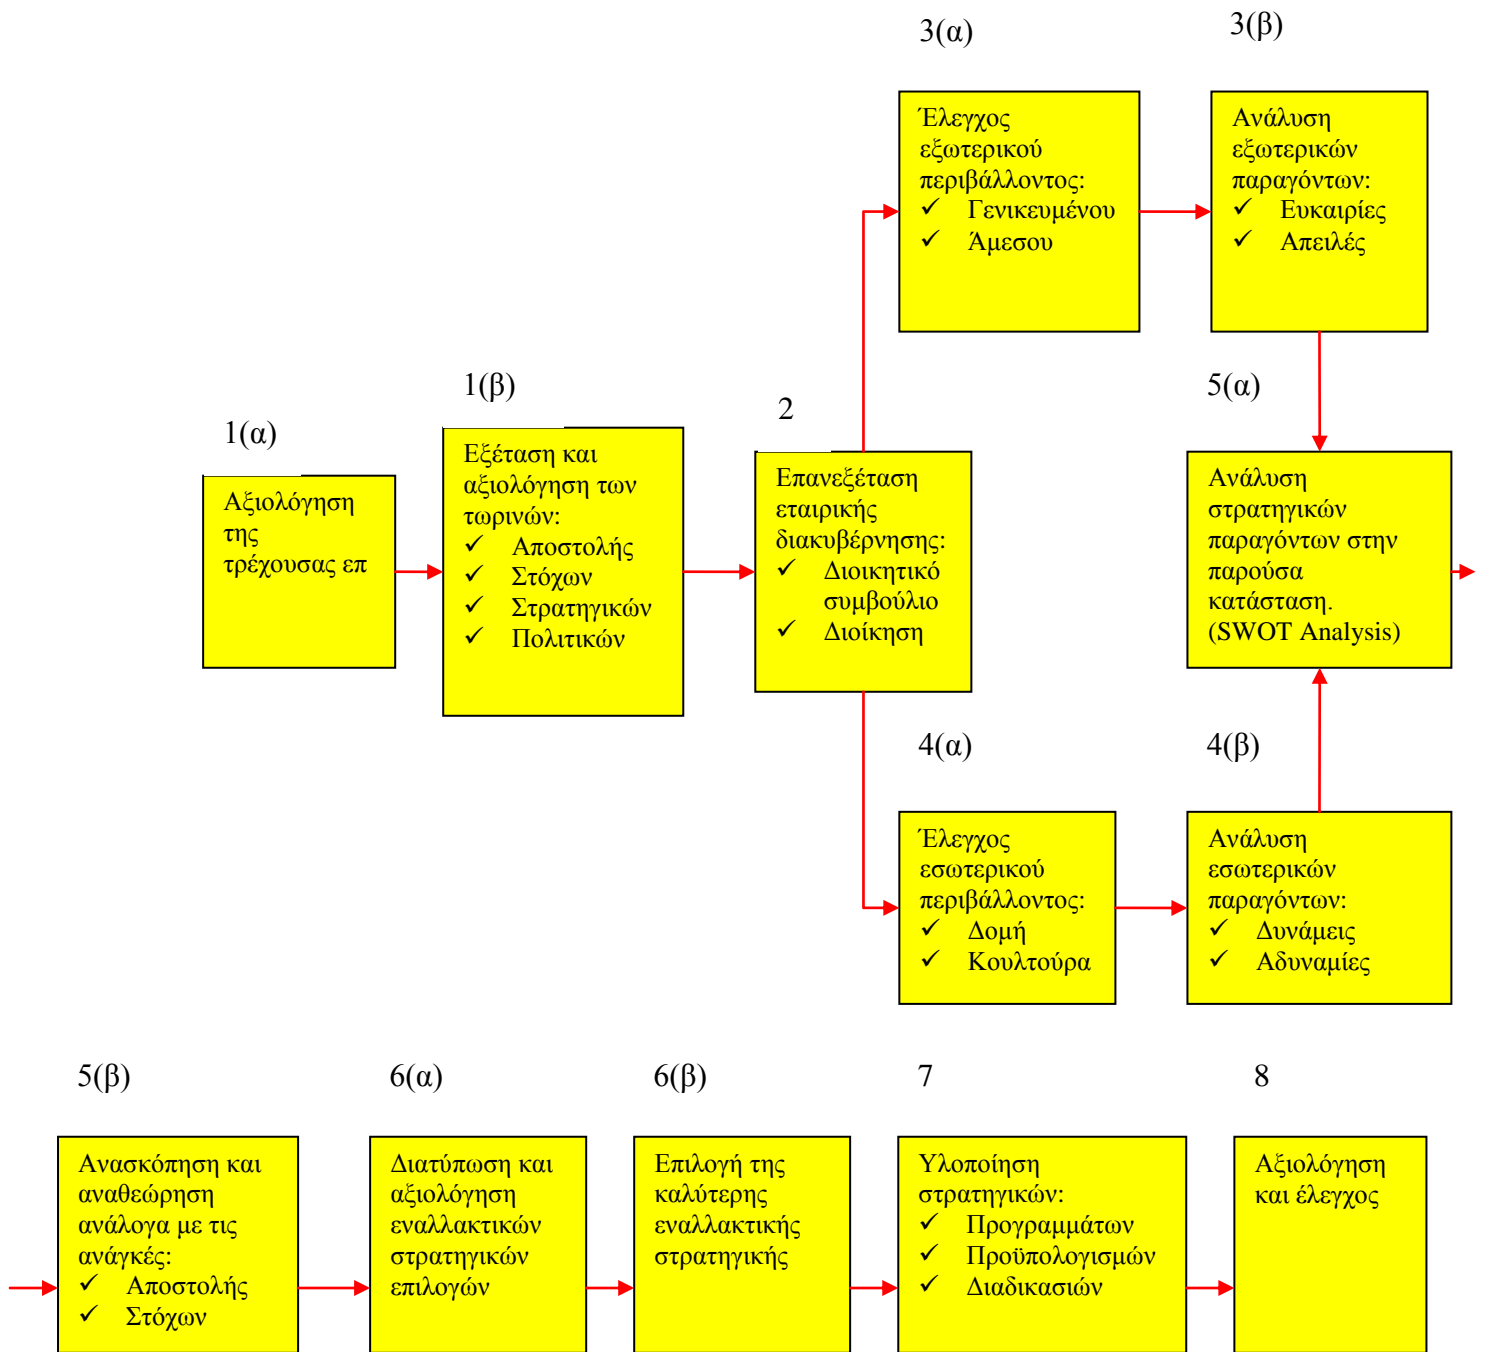 3(α)
Έλεγχος
εξωτερικού
περιβάλλοντος:
✓ Γενικευμένου
✓ Άμεσου
3(β)
Ανάλυση
εξωτερικών
παραγόντων:
✓ Ευκαιρίες
✓ Απειλές
1(α)
Αξιολόγηση
της
τρέχουσας επ
1(β)
Εξέταση και
αξιολόγηση των
τωρινών:
✓ Αποστολής
✓ Στόχων
✓ Στρατηγικών
✓ Πολιτικών
2
Επανεξέταση
εταιρικής
διακυβέρνησης:
✓ Διοικητικό
συμβούλιο
✓ Διοίκηση
5(α)
Ανάλυση
στρατηγικών
παραγόντων στην
παρούσα
κατάσταση.
(SWOT Analysis)
4(α)
Έλεγχος
εσωτερικού
περιβάλλοντος:
✓ Δομή
✓ Κουλτούρα
4(β)
Ανάλυση
εσωτερικών
παραγόντων:
✓ Δυνάμεις
✓ Αδυναμίες
5(β)
Ανασκόπηση και
αναθεώρηση
ανάλογα με τις
ανάγκές:
✓ Αποστολής
✓ Στόχων
6(α)
Διατύπωση και
αξιολόγηση
εναλλακτικών
στρατηγικών
επιλογών
6(β)
Επιλογή της
καλύτερης
εναλλακτικής
στρατηγικής
7
Υλοποίηση
στρατηγικών:
✓ Προγραμμάτων
✓ Προϋπολογισμών
✓ Διαδικασιών
8
Αξιολόγηση
και έλεγχος